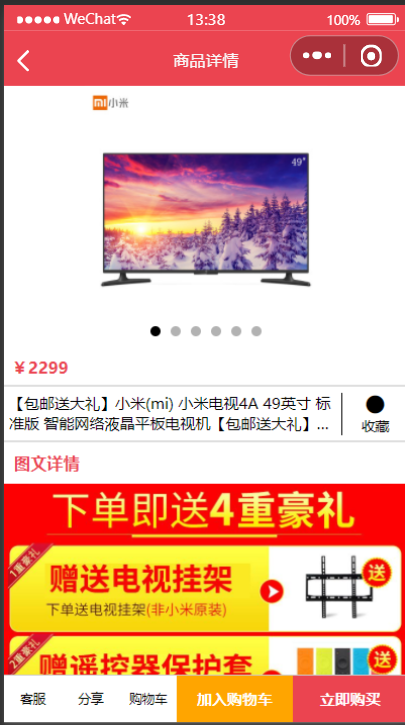 WeChat
13:38
100%
商品详情
mi 小米
49"
¥2299
【包邮送大礼】小米(mi) 小米电视4A 49英寸 标
准版 智能网络液晶平板电视机【包邮送大礼】...
收藏
图文详情
下单即送4重豪礼
1重豪礼
赠送电视挂架
下单送电视挂架(非小米原装)
送
2重豪礼
赠遥控器保护套
送
客服
分享
购物车
加入购物车
立即购买